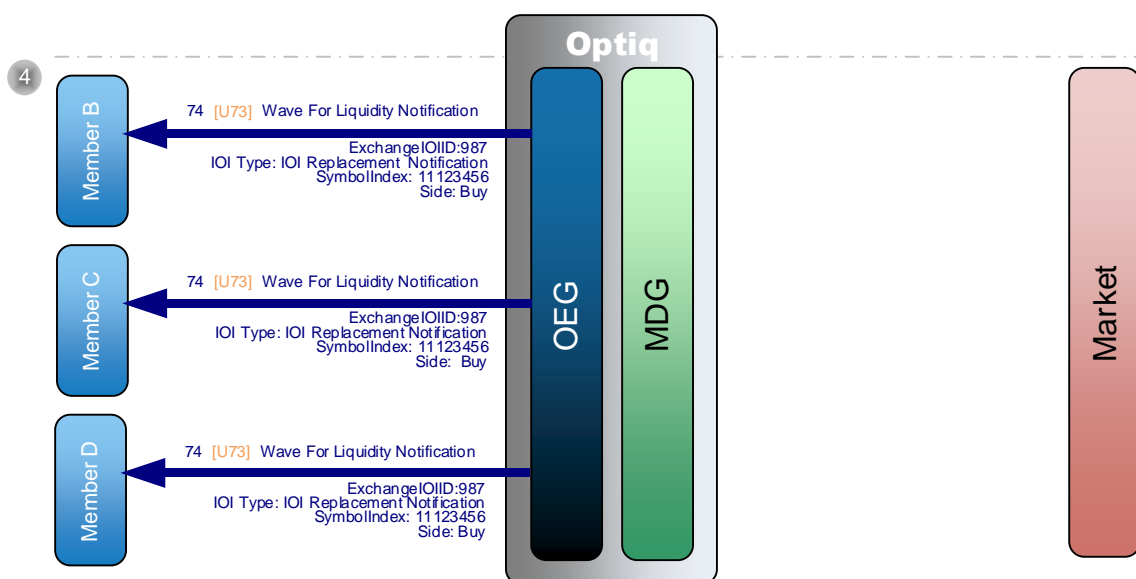 Optiq
4
Member B
74 [U73] Wave For Liquidity Notification
ExchangeIOIID:987
IOI Type: IOI Replacement Notification
SymbolIndex: 11123456
Side: Buy
Member C
74 [U73] Wave For Liquidity Notification
ExchangeIOIID:987
IOI Type: IOI Replacement Notification
SymbolIndex: 11123456
Side: Buy
Member D
74 [U73] Wave For Liquidity Notification
ExchangeIOIID:987
IOI Type: IOI Replacement Notification
SymbolIndex: 11123456
Side: Buy
OEG
MDG
Market